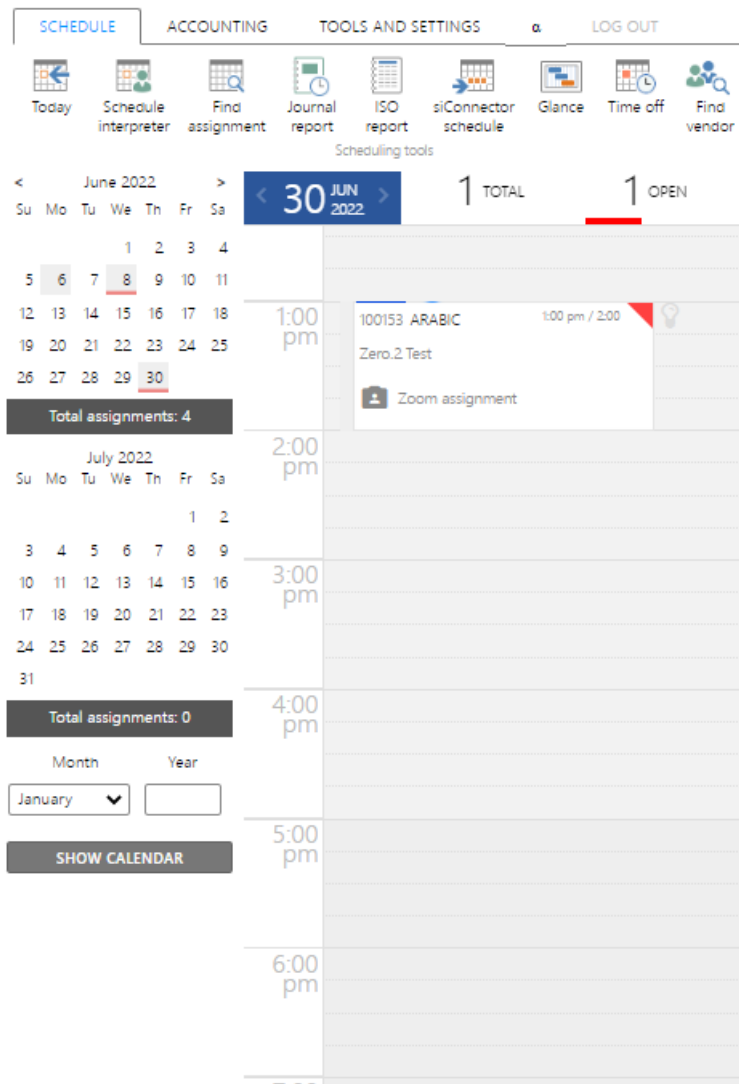 SCHEDULE ACCOUNTING TOOLS AND SETTINGS α LOG OUT
Today Schedule interpreter Find assignment Journal report ISO report siConnector schedule Glance Time off Find vendor
Scheduling tools
< June 2022 >
Su Mo Tu We Th Fr Sa
1 2 3 4
5 6 7 8 9 10 11
12 13 14 15 16 17 18
19 20 21 22 23 24 25
26 27 28 29 30
Total assignments: 4
July 2022
Su Mo Tu We Th Fr Sa
1 2
3 4 5 6 7 8 9
10 11 12 13 14 15 16
17 18 19 20 21 22 23
24 25 26 27 28 29 30
31
Total assignments: 0
Month Year
January
SHOW CALENDAR
< 30 JUN 2022 >
1 TOTAL
1 OPEN
1:00 pm
100153 ARABIC 1:00 pm / 2:00
Zero.2 Test
Zoom assignment
2:00 pm
3:00 pm
4:00 pm
5:00 pm
6:00 pm